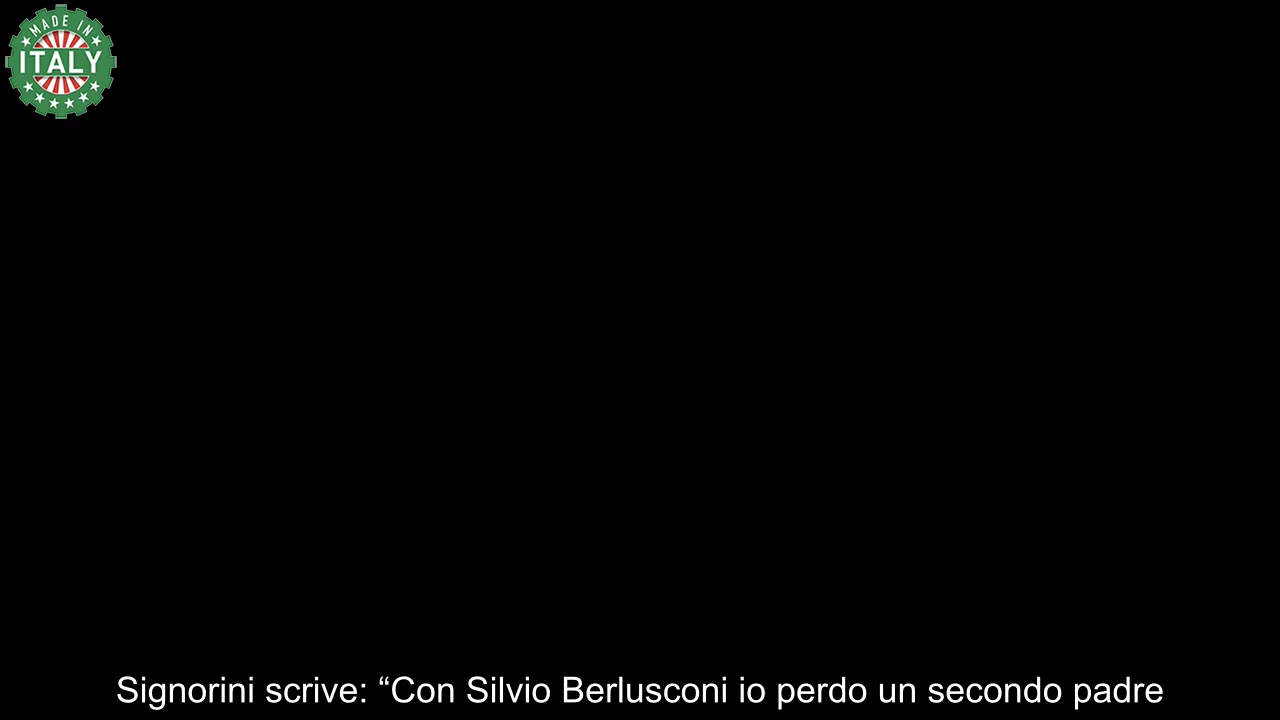 MADE IN
ITALY
Signorini scrive: “Con Silvio Berlusconi io perdo un secondo padre